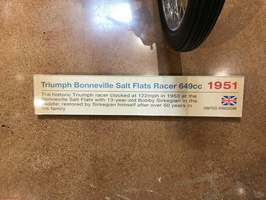 Triumph Bonneville Salt Flats Racer 649cc 1951
The historic Triumph racer clocked at 122mph in 1953 at the
Bonneville Salt Flats with 13-year-old Bobby Sirkegian in the
saddle; restored by Sirkegian himself after over 50 years in
his family.
UNITED KINGDOM